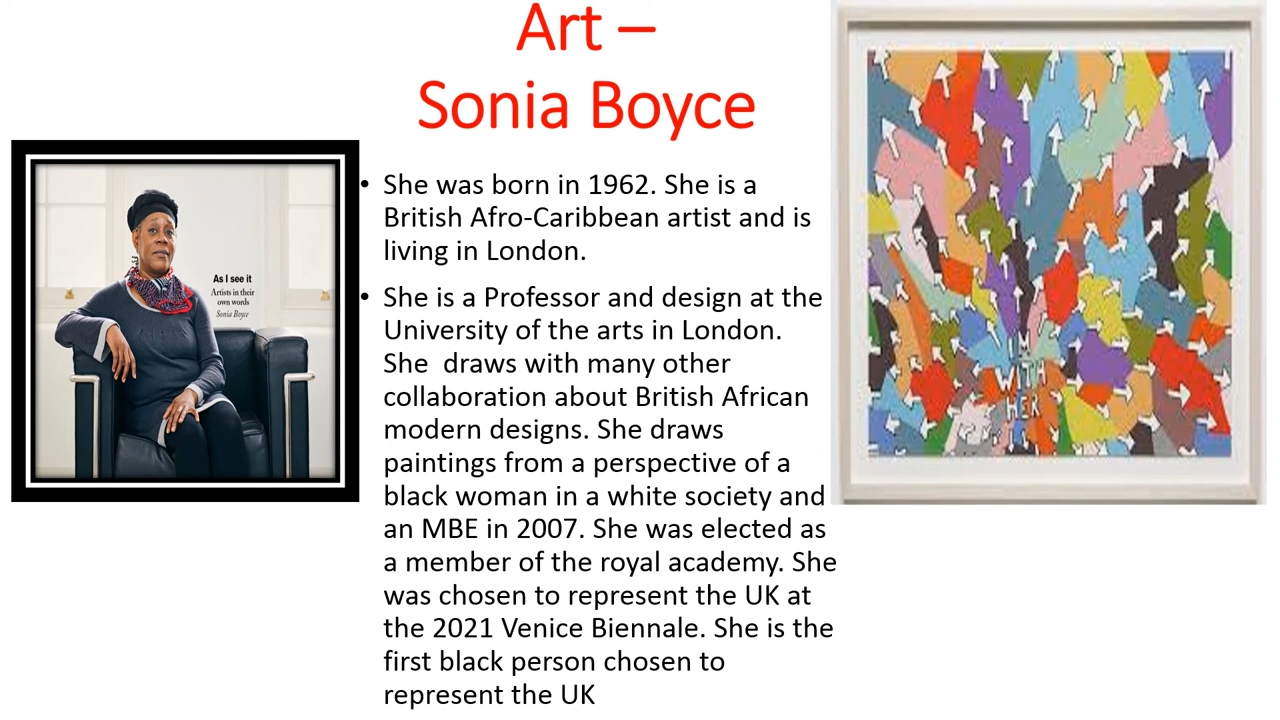 Art –
Sonia Boyce
As I see it
Artists in their
own words
Sonia Boyce
• She was born in 1962. She is a
British Afro-Caribbean artist and is
living in London.
• She is a Professor and design at the
University of the arts in London.
She  draws with many other
collaboration about British African
modern designs. She draws
paintings from a perspective of a
black woman in a white society and
an MBE in 2007. She was elected as
a member of the royal academy. She
was chosen to represent the UK at
the 2021 Venice Biennale. She is the
first black person chosen to
represent the UK
I'M
WITH
HER